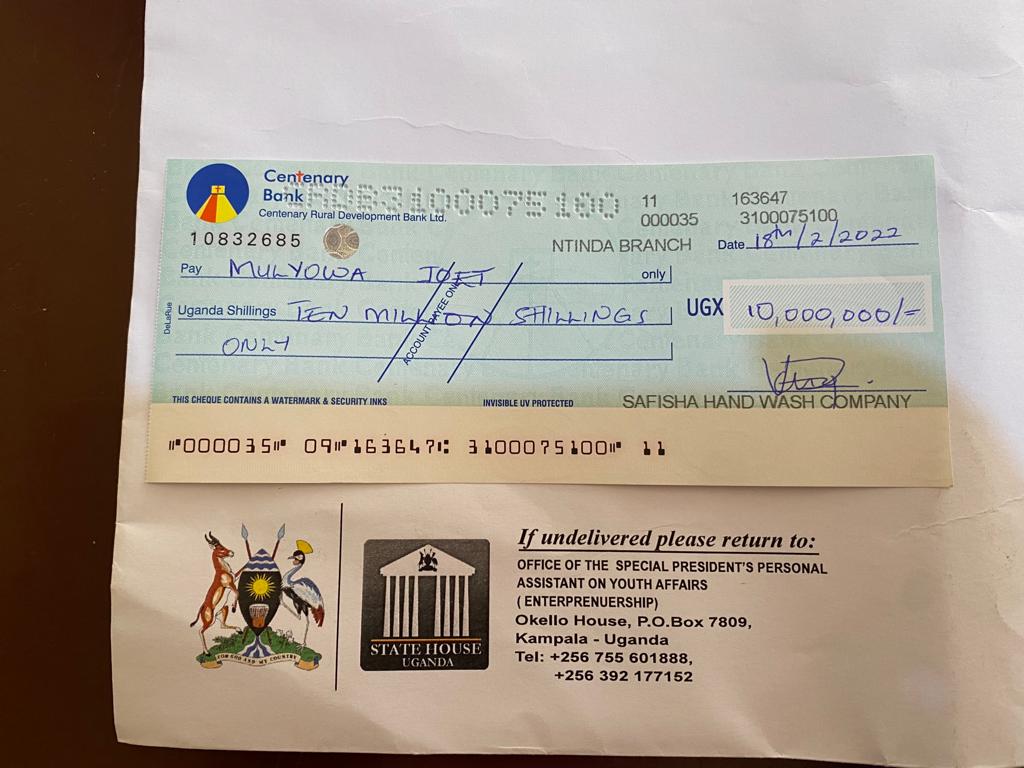 Centenary
Bank
Centenary Rural Development Bank Ltd.
11 163647
000035 3100075100
10832685
NTINDA BRANCH Date 18th/2/2022
Pay MULYOWA JOET only
Uganda Shillings TEN MILLION SHILLINGS
ONLY
UGX 10,000,000/=
ACCOUNT PAYEE ONLY
DeLaRue
THIS CHEQUE CONTAINS A WATERMARK & SECURITY INKS INVISIBLE UV PROTECTED
SAFISHA HAND WASH COMPANY
⑈000035⑈ 09⑈163647⑆ 3100075100⑈ 11
FOR GOD AND MY COUNTRY
STATE HOUSE
UGANDA
If undelivered please return to:
OFFICE OF THE SPECIAL PRESIDENT'S PERSONAL
ASSISTANT ON YOUTH AFFAIRS
( ENTERPRENUERSHIP)
Okello House, P.O.Box 7809,
Kampala - Uganda
Tel: +256 755 601888,
+256 392 177152